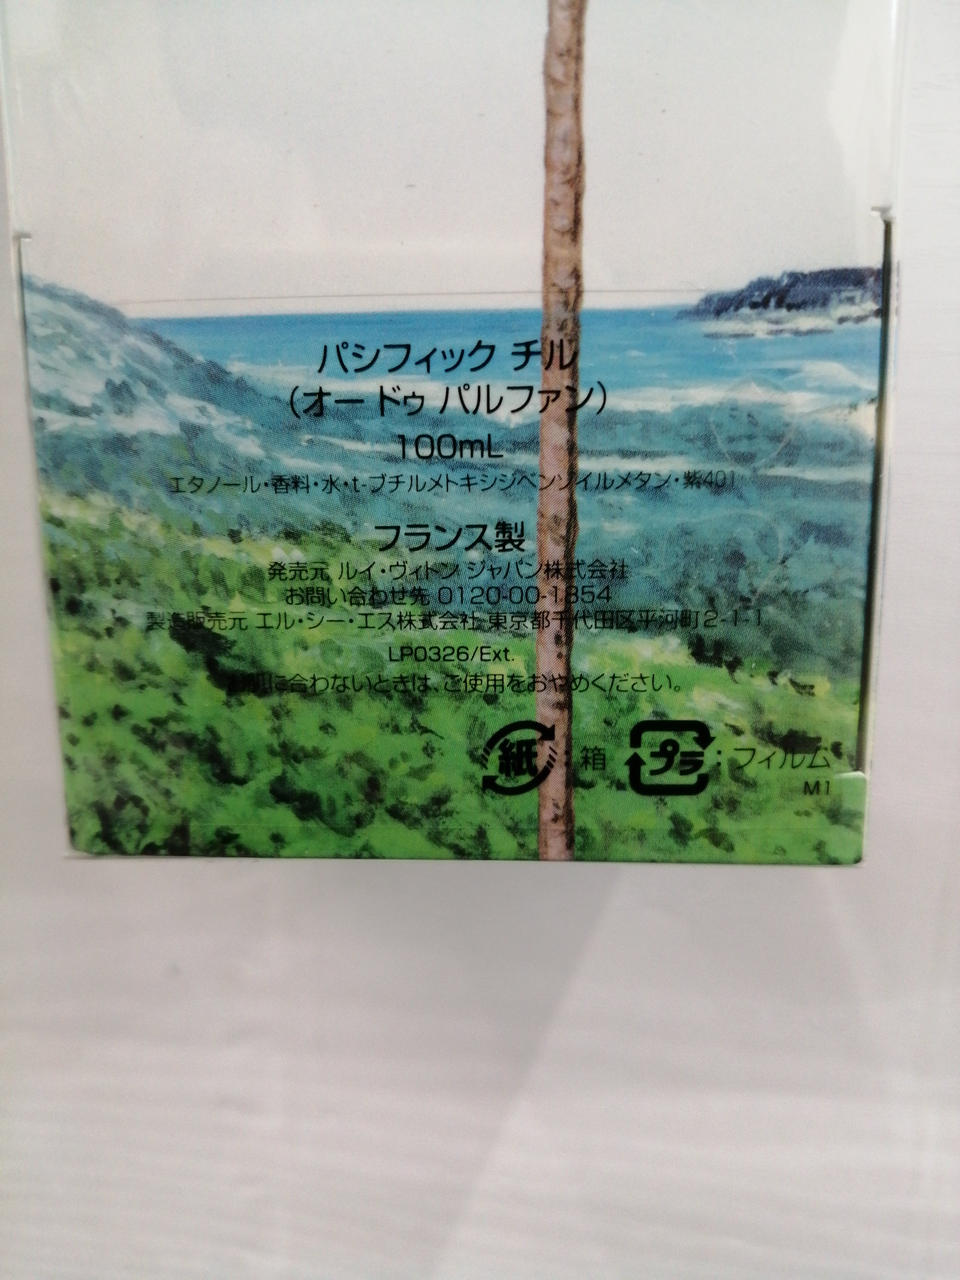 パシフィック チル
（オー ドゥ パルファン）
100mL
エタノール・香料・水・t-ブチルメトキシジベンゾイルメタン・紫401
フランス製
発売元 ルイ・ヴィトン ジャパン株式会社
お問い合わせ先 0120-00-1854
製造販売元 エル・シー・エス株式会社 東京都千代田区平河町2-1-1
LP0326/Ext.
お肌に合わないときは、ご使用をおやめください。
紙：箱 プラ：フィルム
M1